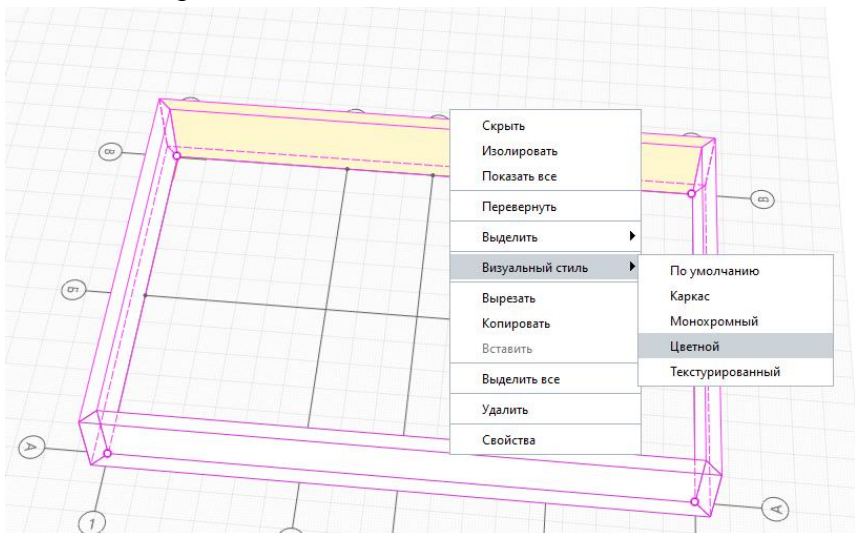 Скрыть
Изолировать
Показать все
Перевернуть
Выделить
Визуальный стиль
Вырезать
Копировать
Вставить
Выделить все
Удалить
Свойства
По умолчанию
Каркас
Монохромный
Цветной
Текстурированный
В
В
Б
А
А
1